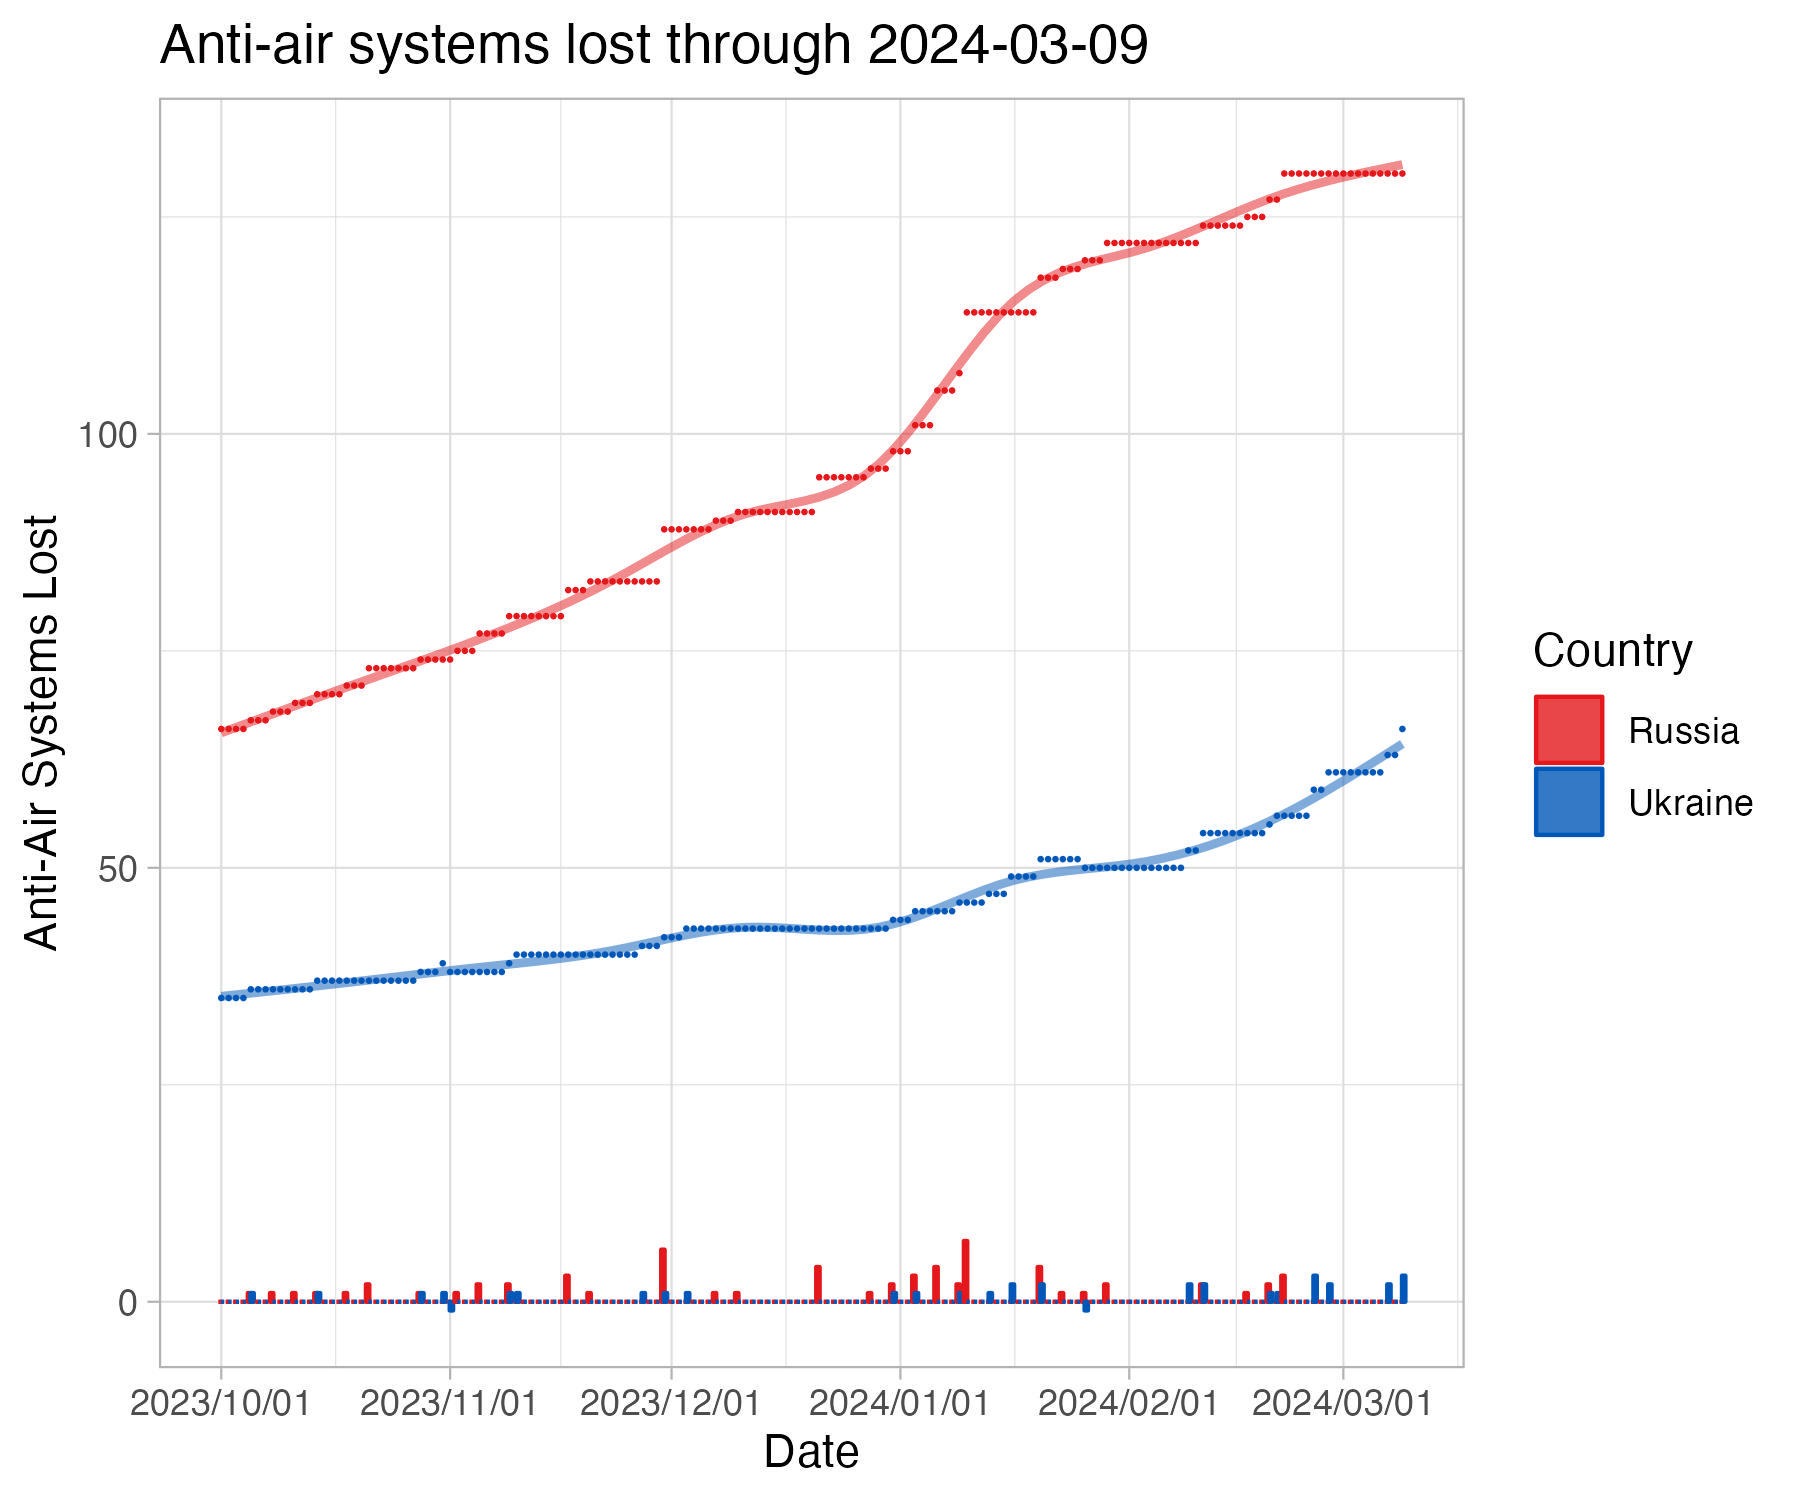 Anti-air systems lost through 2024-03-09
Anti-Air Systems Lost
100
50
0
2023/10/01 2023/11/01 2023/12/01 2024/01/01 2024/02/01 2024/03/01
Date
Country
Russia
Ukraine